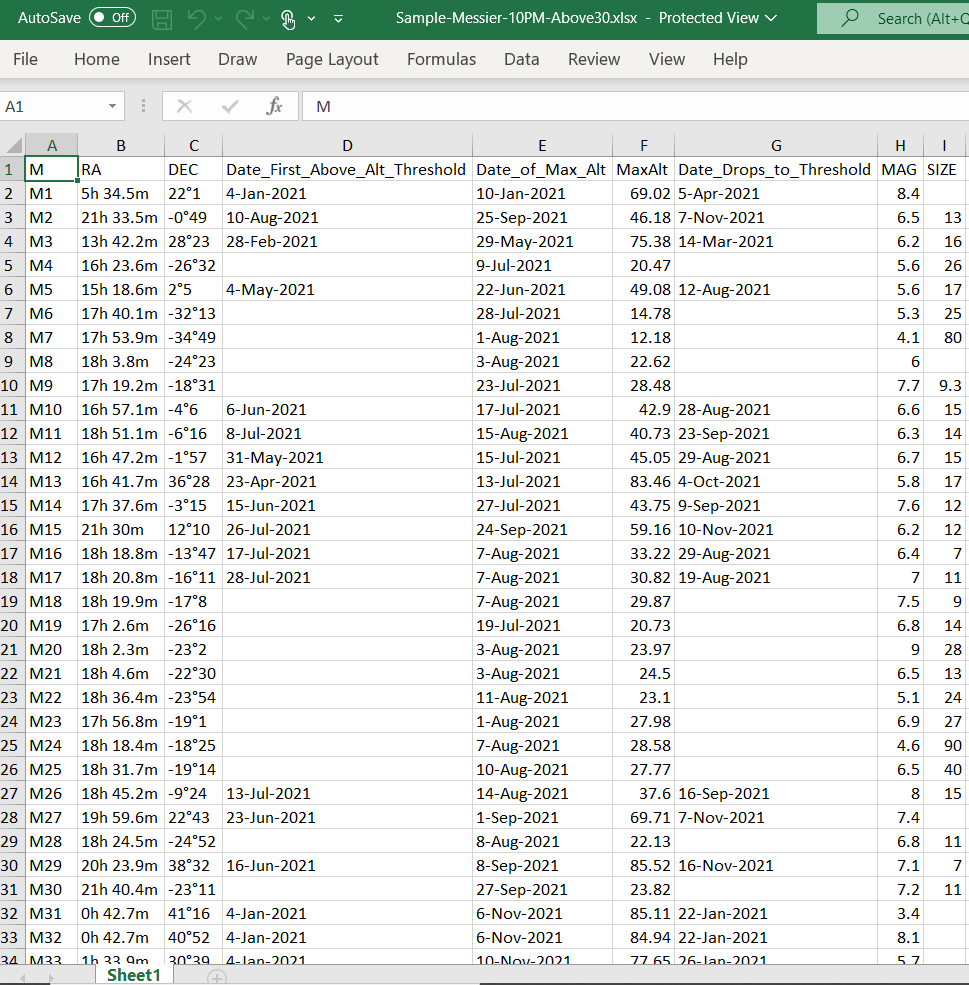 AutoSave Off Sample-Messier-10PM-Above30.xlsx - Protected View Search (Alt+Q
File Home Insert Draw Page Layout Formulas Data Review View Help
A1 fx M
A B C D E F G H I
1 M RA DEC Date_First_Above_Alt_Threshold Date_of_Max_Alt MaxAlt Date_Drops_to_Threshold MAG SIZE
2 M1 5h 34.5m 22°1 4-Jan-2021 10-Jan-2021 69.02 5-Apr-2021 8.4
3 M2 21h 33.5m -0°49 10-Aug-2021 25-Sep-2021 46.18 7-Nov-2021 6.5 13
4 M3 13h 42.2m 28°23 28-Feb-2021 29-May-2021 75.38 14-Mar-2021 6.2 16
5 M4 16h 23.6m -26°32 9-Jul-2021 20.47 5.6 26
6 M5 15h 18.6m 2°5 4-May-2021 22-Jun-2021 49.08 12-Aug-2021 5.6 17
7 M6 17h 40.1m -32°13 28-Jul-2021 14.78 5.3 25
8 M7 17h 53.9m -34°49 1-Aug-2021 12.18 4.1 80
9 M8 18h 3.8m -24°23 3-Aug-2021 22.62 6
10 M9 17h 19.2m -18°31 23-Jul-2021 28.48 7.7 9.3
11 M10 16h 57.1m -4°6 6-Jun-2021 17-Jul-2021 42.9 28-Aug-2021 6.6 15
12 M11 18h 51.1m -6°16 8-Jul-2021 15-Aug-2021 40.73 23-Sep-2021 6.3 14
13 M12 16h 47.2m -1°57 31-May-2021 15-Jul-2021 45.05 29-Aug-2021 6.7 15
14 M13 16h 41.7m 36°28 23-Apr-2021 13-Jul-2021 83.46 4-Oct-2021 5.8 17
15 M14 17h 37.6m -3°15 15-Jun-2021 27-Jul-2021 43.75 9-Sep-2021 7.6 12
16 M15 21h 30m 12°10 26-Jul-2021 24-Sep-2021 59.16 10-Nov-2021 6.2 12
17 M16 18h 18.8m -13°47 17-Jul-2021 7-Aug-2021 33.22 29-Aug-2021 6.4 7
18 M17 18h 20.8m -16°11 28-Jul-2021 7-Aug-2021 30.82 19-Aug-2021 7 11
19 M18 18h 19.9m -17°8 7-Aug-2021 29.87 7.5 9
20 M19 17h 2.6m -26°16 19-Jul-2021 20.73 6.8 14
21 M20 18h 2.3m -23°2 3-Aug-2021 23.97 9 28
22 M21 18h 4.6m -22°30 3-Aug-2021 24.5 6.5 13
23 M22 18h 36.4m -23°54 11-Aug-2021 23.1 5.1 24
24 M23 17h 56.8m -19°1 1-Aug-2021 27.98 6.9 27
25 M24 18h 18.4m -18°25 7-Aug-2021 28.58 4.6 90
26 M25 18h 31.7m -19°14 10-Aug-2021 27.77 6.5 40
27 M26 18h 45.2m -9°24 13-Jul-2021 14-Aug-2021 37.6 16-Sep-2021 8 15
28 M27 19h 59.6m 22°43 23-Jun-2021 1-Sep-2021 69.71 7-Nov-2021 7.4
29 M28 18h 24.5m -24°52 8-Aug-2021 22.13 6.8 11
30 M29 20h 23.9m 38°32 16-Jun-2021 8-Sep-2021 85.52 16-Nov-2021 7.1 7
31 M30 21h 40.4m -23°11 27-Sep-2021 23.82 7.2 11
32 M31 0h 42.7m 41°16 4-Jan-2021 6-Nov-2021 85.11 22-Jan-2021 3.4
33 M32 0h 42.7m 40°52 4-Jan-2021 6-Nov-2021 84.94 22-Jan-2021 8.1
34 M33 1h 33.9m 30°39 4-Jan-2021 10-Nov-2021 77.65 26-Jan-2021 5.7
Sheet1